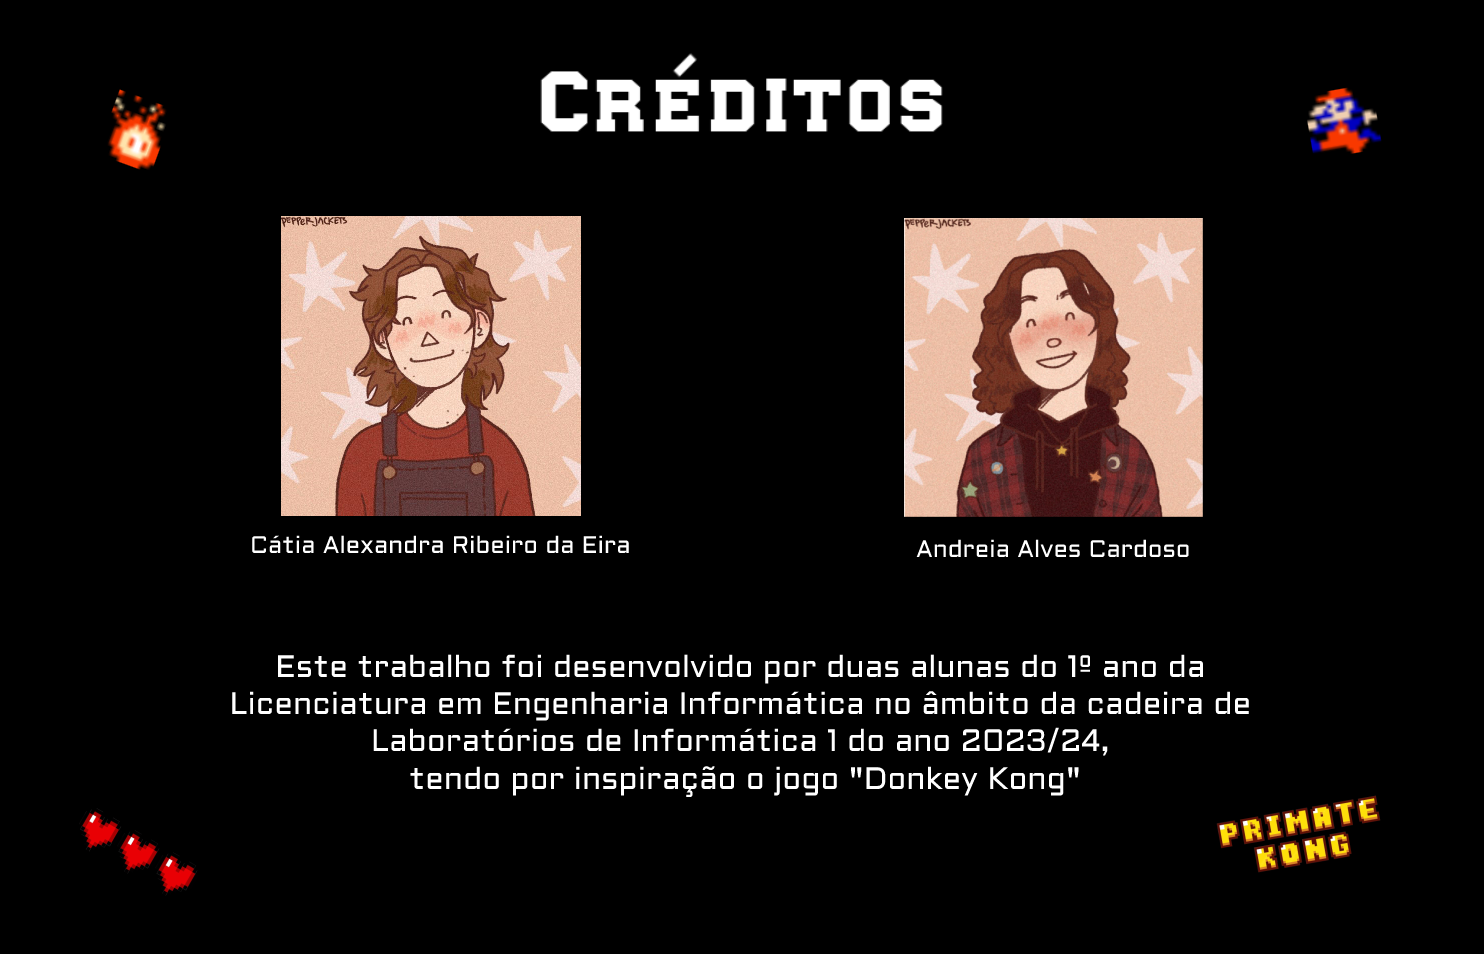 Créditos
PEPPERJACKETS
PEPPERJACKETS
Cátia Alexandra Ribeiro da Eira
Andreia Alves Cardoso
Este trabalho foi desenvolvido por duas alunas do 1º ano da
Licenciatura em Engenharia Informática no âmbito da cadeira de
Laboratórios de Informática 1 do ano 2023/24,
tendo por inspiração o jogo "Donkey Kong"
PRIMATE
KONG